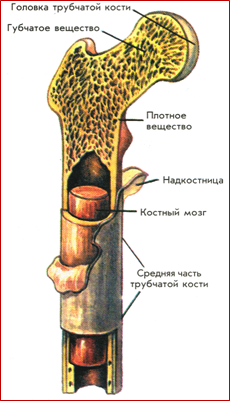 Головка трубчатой кости
Губчатое вещество
Плотное
вещество
Надкостница
Костный мозг
Средняя часть
трубчатой кости